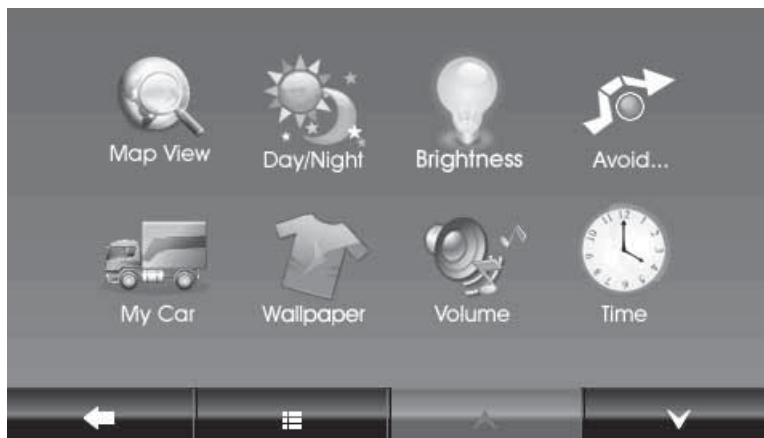 Map View
Day/Night
Brightness
Avoid...
My Car
Wallpaper
Volume
Time